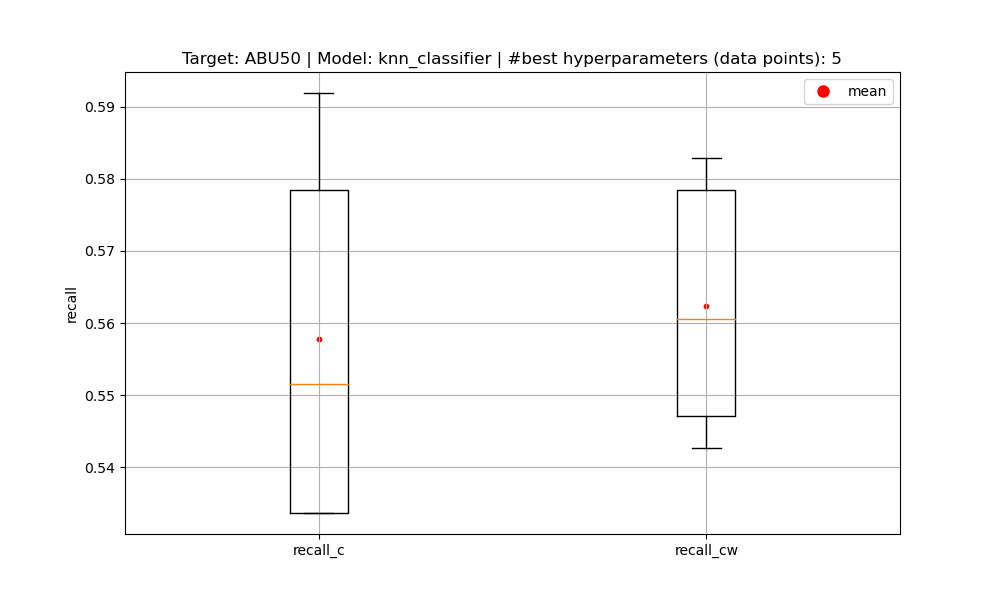 Target: ABU50 | Model: knn_classifier | #best hyperparameters (data points): 5
mean
0.59
0.58
0.57
0.56
0.55
0.54
recall
recall_c
recall_cw